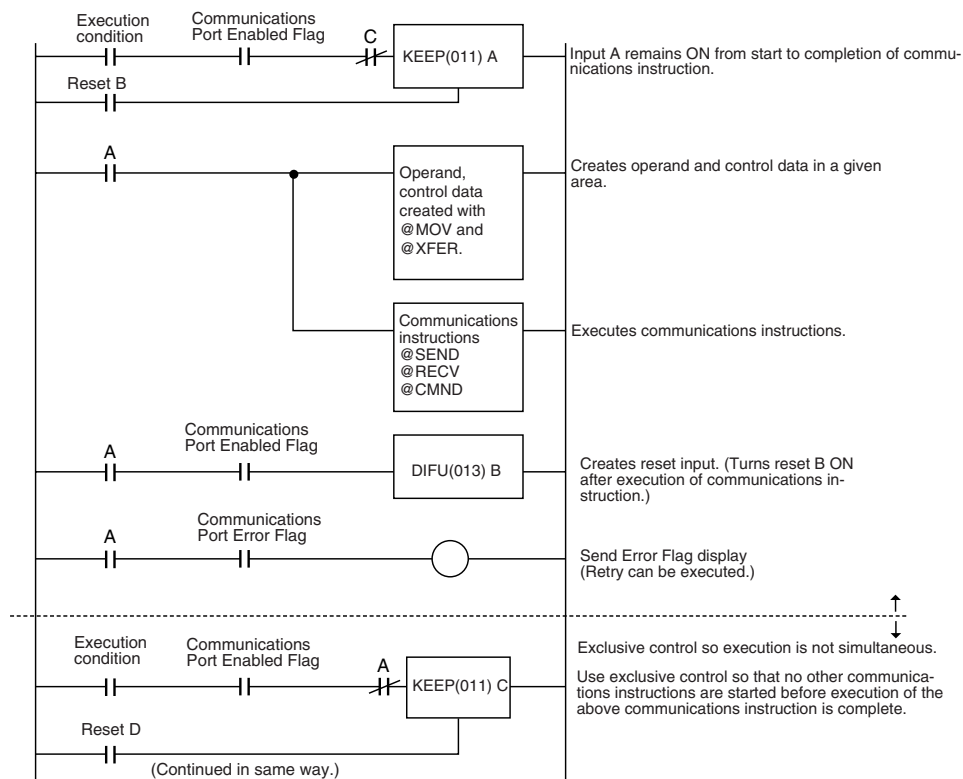 Execution
condition
Communications
Port Enabled Flag
C
KEEP(011) A
Input A remains ON from start to completion of commu-
nications instruction.
Reset B
A
Operand,
control data
created with
@MOV and
@XFER.
Creates operand and control data in a given
area.
Communications
instructions
@SEND
@RECV
@CMND
Executes communications instructions.
A
Communications
Port Enabled Flag
DIFU(013) B
Creates reset input. (Turns reset B ON
after execution of communications in-
struction.)
A
Communications
Port Error Flag
Send Error Flag display
(Retry can be executed.)
Execution
condition
Communications
Port Enabled Flag
A
KEEP(011) C
Exclusive control so execution is not simultaneous.
Use exclusive control so that no other communica-
tions instructions are started before execution of the
above communications instruction is complete.
Reset D
(Continued in same way.)